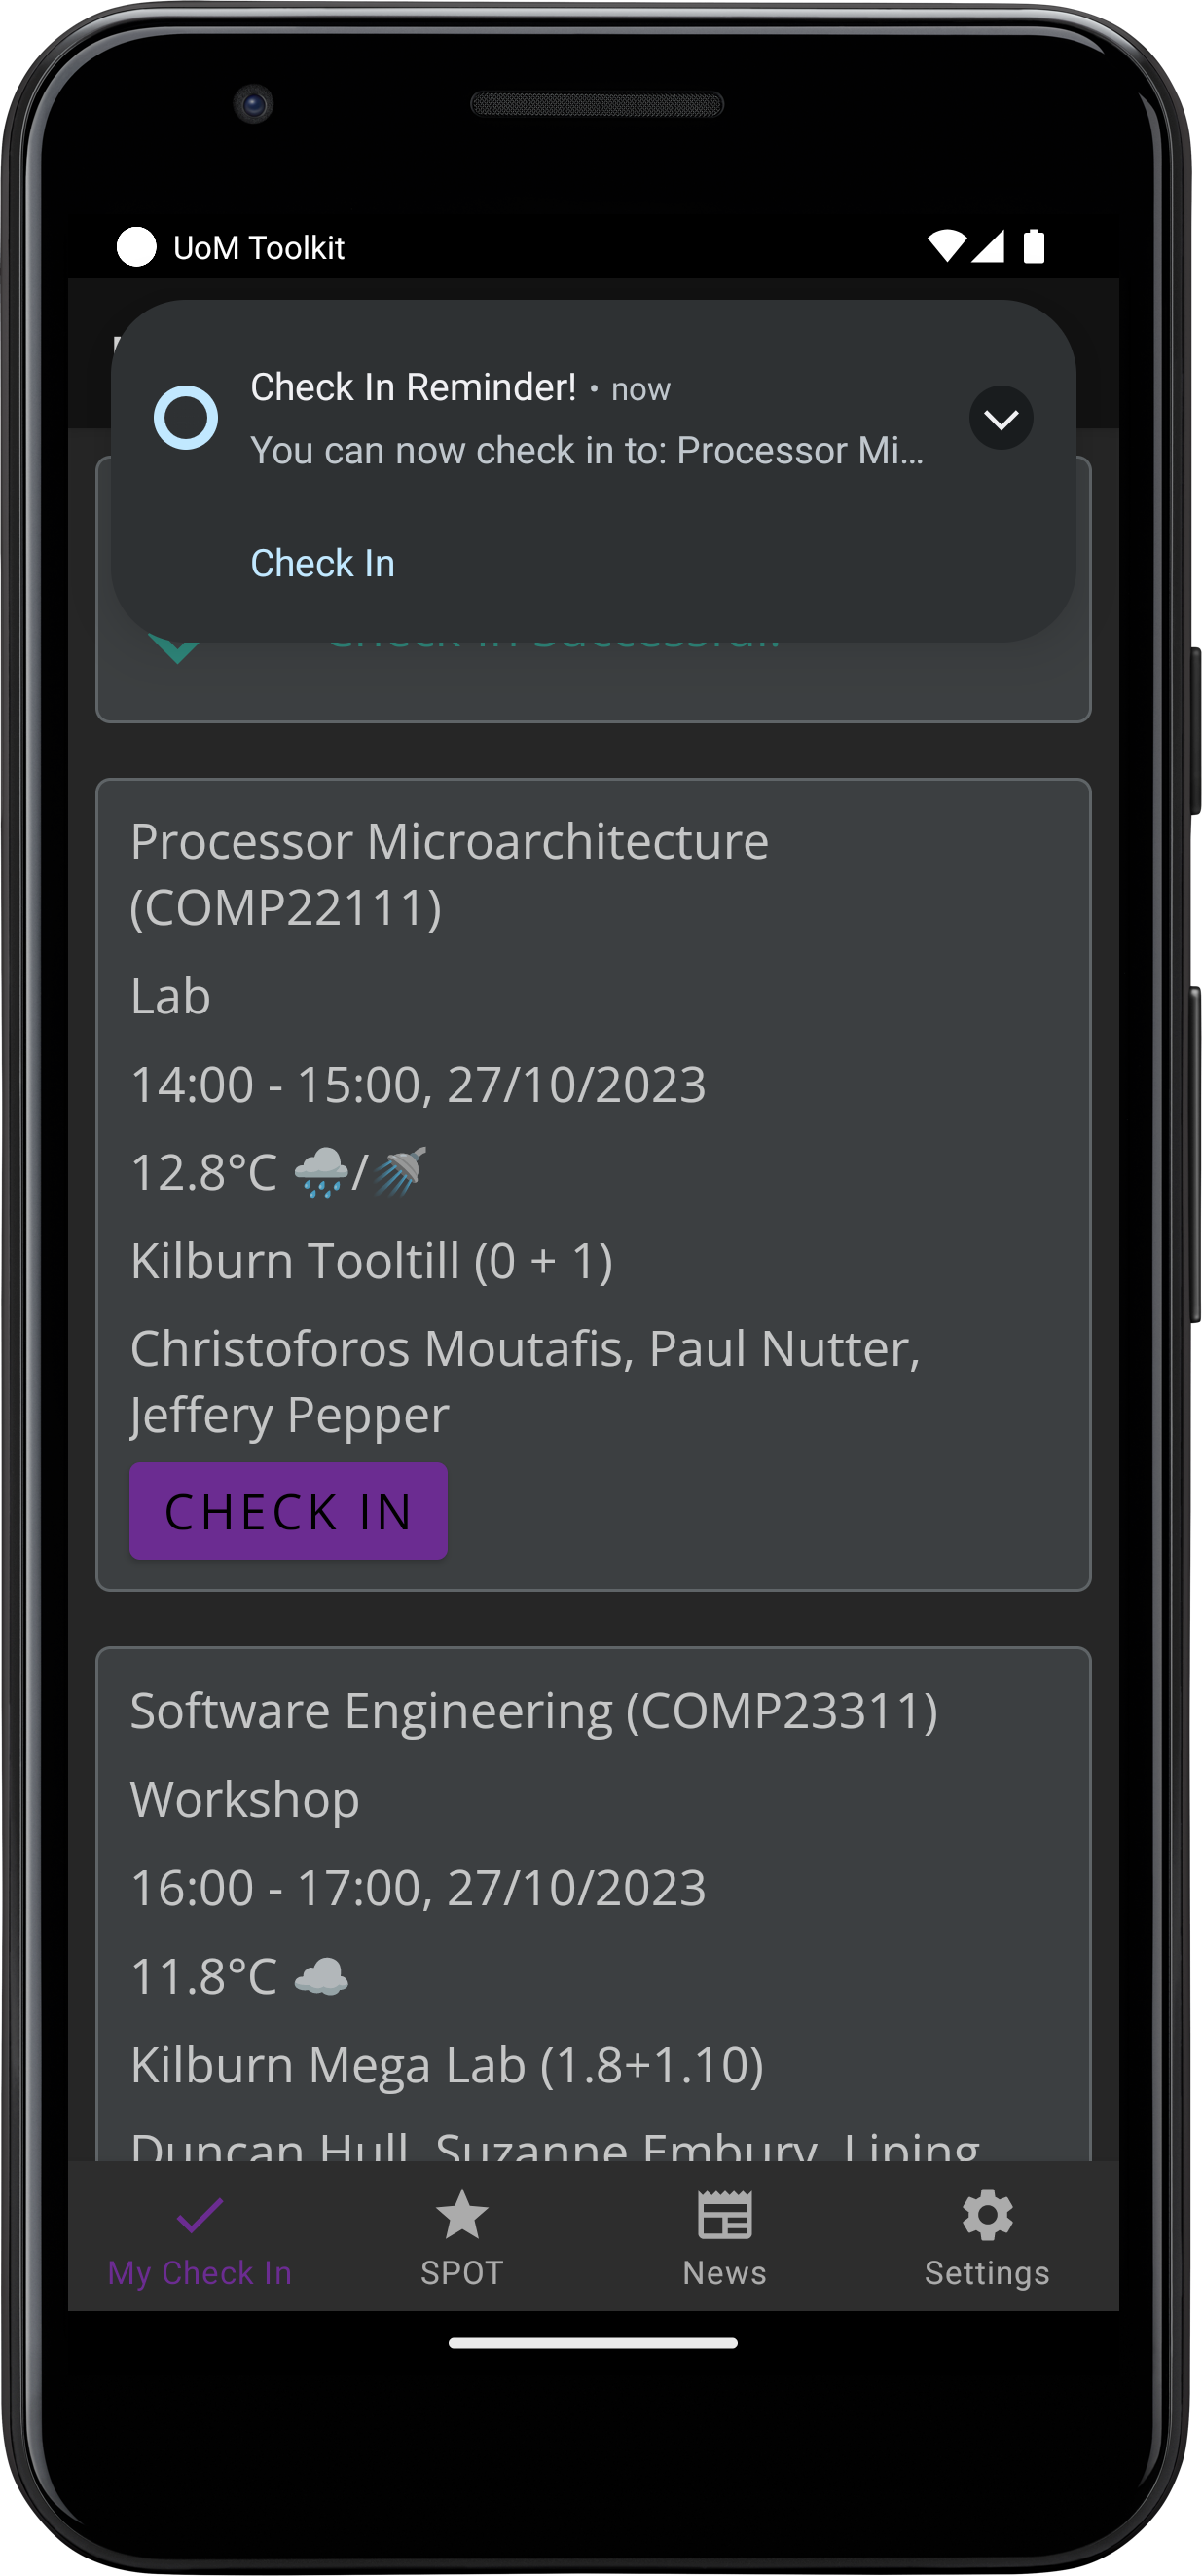 UoM Toolkit
Check In Reminder! • now
You can now check in to: Processor Mi...
Check In
Check In Successful!
Processor Microarchitecture
(COMP22111)
Lab
14:00 - 15:00, 27/10/2023
12.8°C 🌧️/🚿
Kilburn Tooltill (0 + 1)
Christoforos Moutafis, Paul Nutter,
Jeffery Pepper
CHECK IN
Software Engineering (COMP23311)
Workshop
16:00 - 17:00, 27/10/2023
11.8°C ☁️
Kilburn Mega Lab (1.8+1.10)
Duncan Hull, Suzanne Embury, Liping
My Check In
SPOT
News
Settings